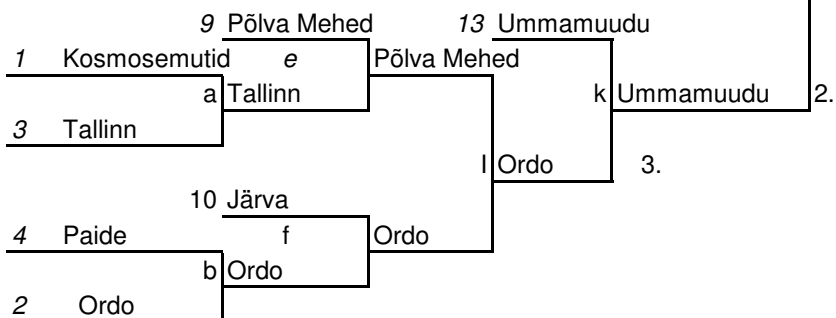 9 Põlva Mehed 13 Ummamuudu
1 Kosmosemutid e Põlva Mehed
a Tallinn k Ummamuudu 2.
3 Tallinn
l Ordo 3.
10 Järva
4 Paide f Ordo
b Ordo
2 Ordo